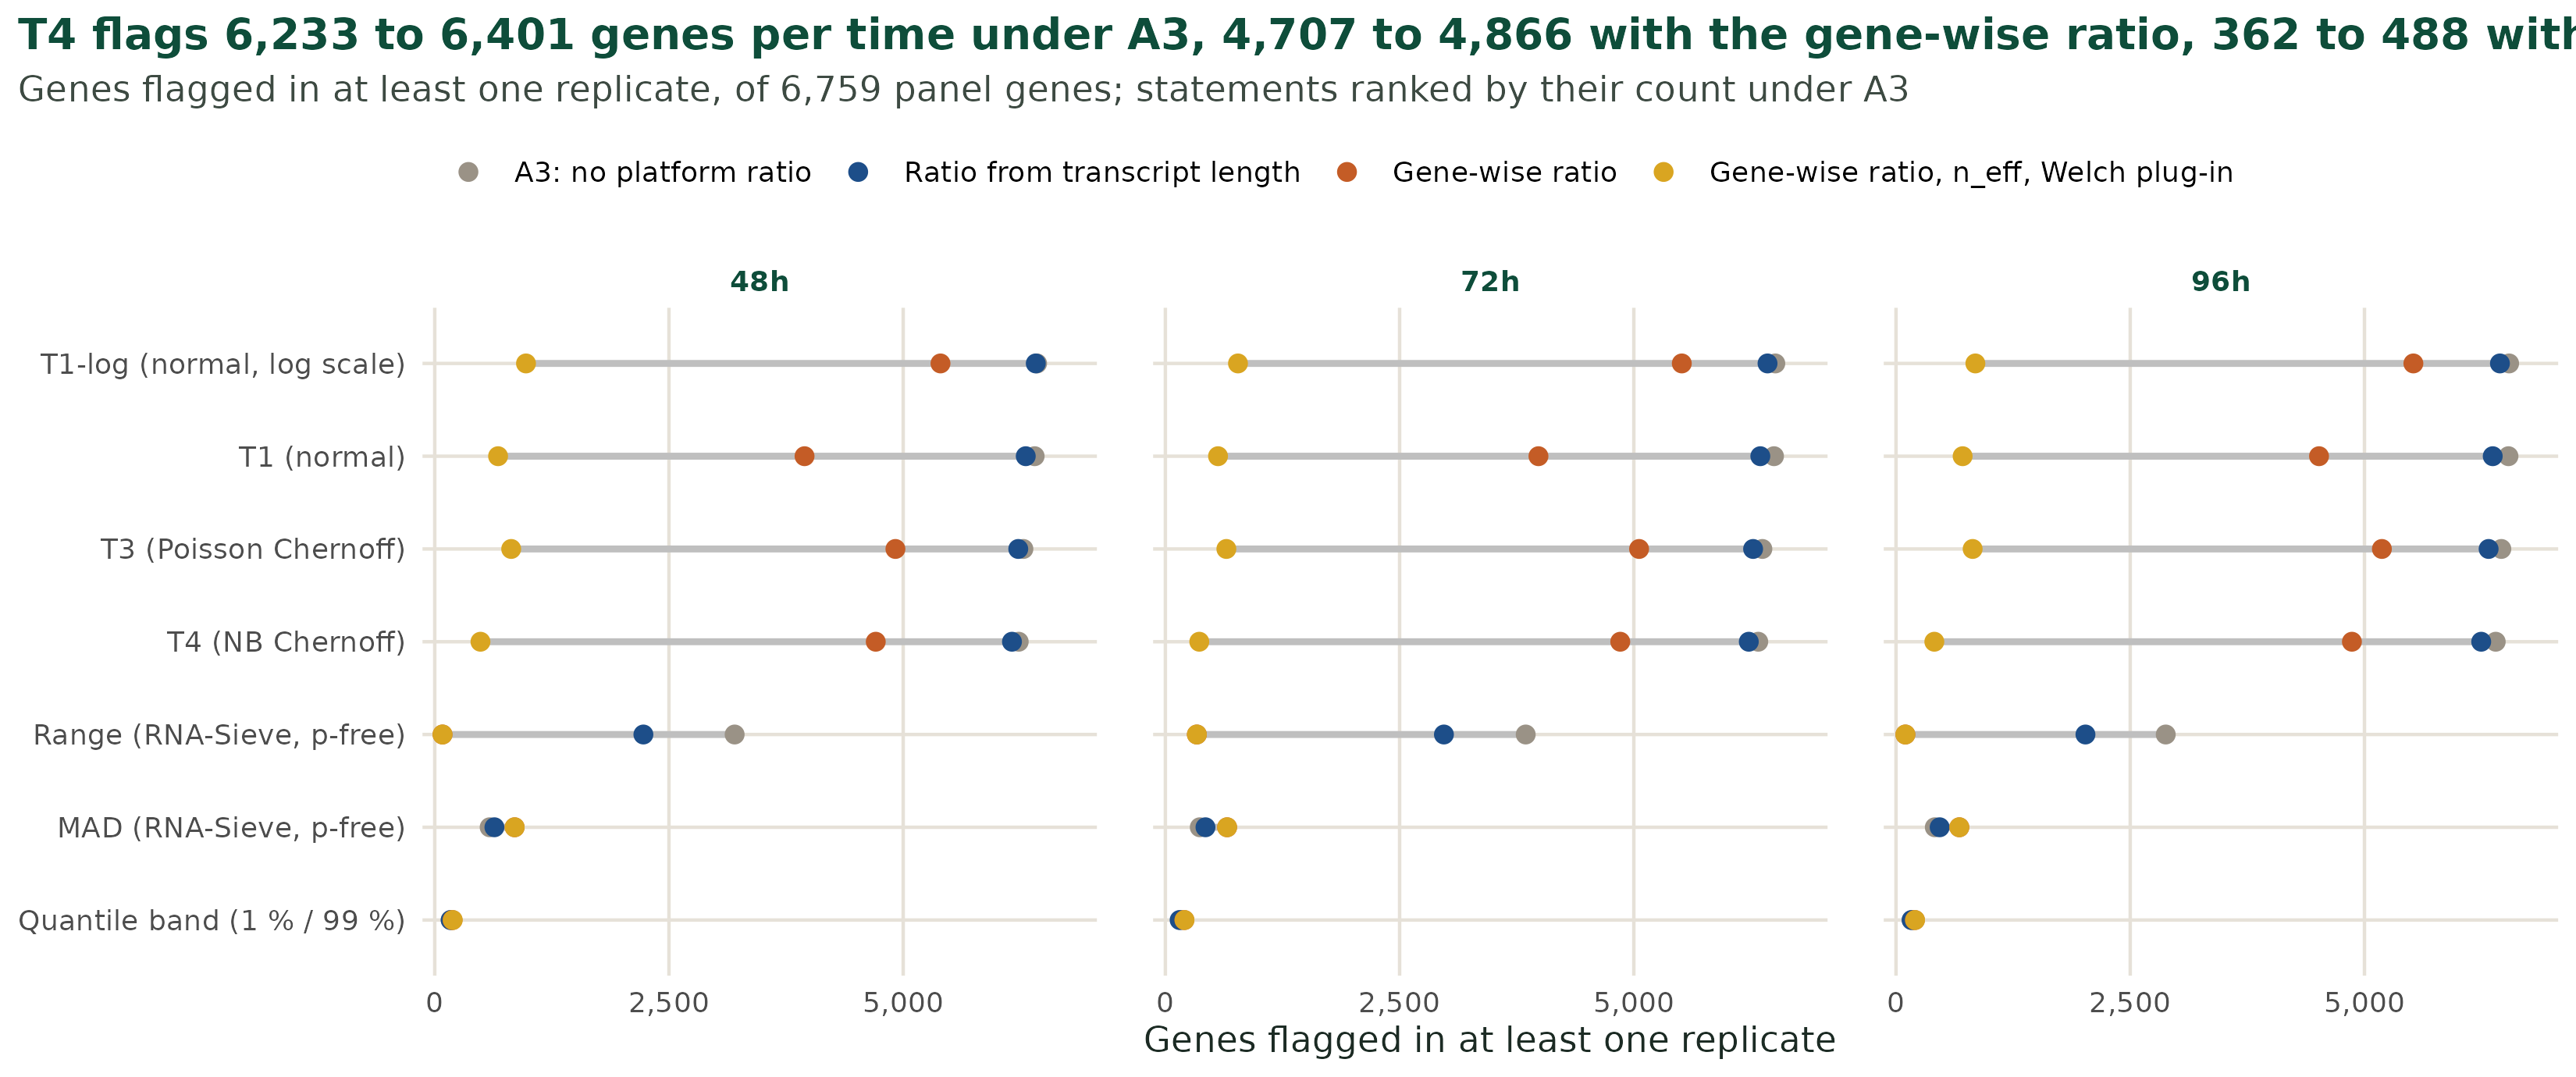 T4 flags 6,233 to 6,401 genes per time under A3, 4,707 to 4,866 with the gene-wise ratio, 362 to 488 with
Genes flagged in at least one replicate, of 6,759 panel genes; statements ranked by their count under A3
A3: no platform ratio Ratio from transcript length Gene-wise ratio Gene-wise ratio, n_eff, Welch plug-in
48h 72h 96h
T1-log (normal, log scale)
T1 (normal)
T3 (Poisson Chernoff)
T4 (NB Chernoff)
Range (RNA-Sieve, p-free)
MAD (RNA-Sieve, p-free)
Quantile band (1 % / 99 %)
0 2,500 5,000 0 2,500 5,000 0 2,500 5,000
Genes flagged in at least one replicate